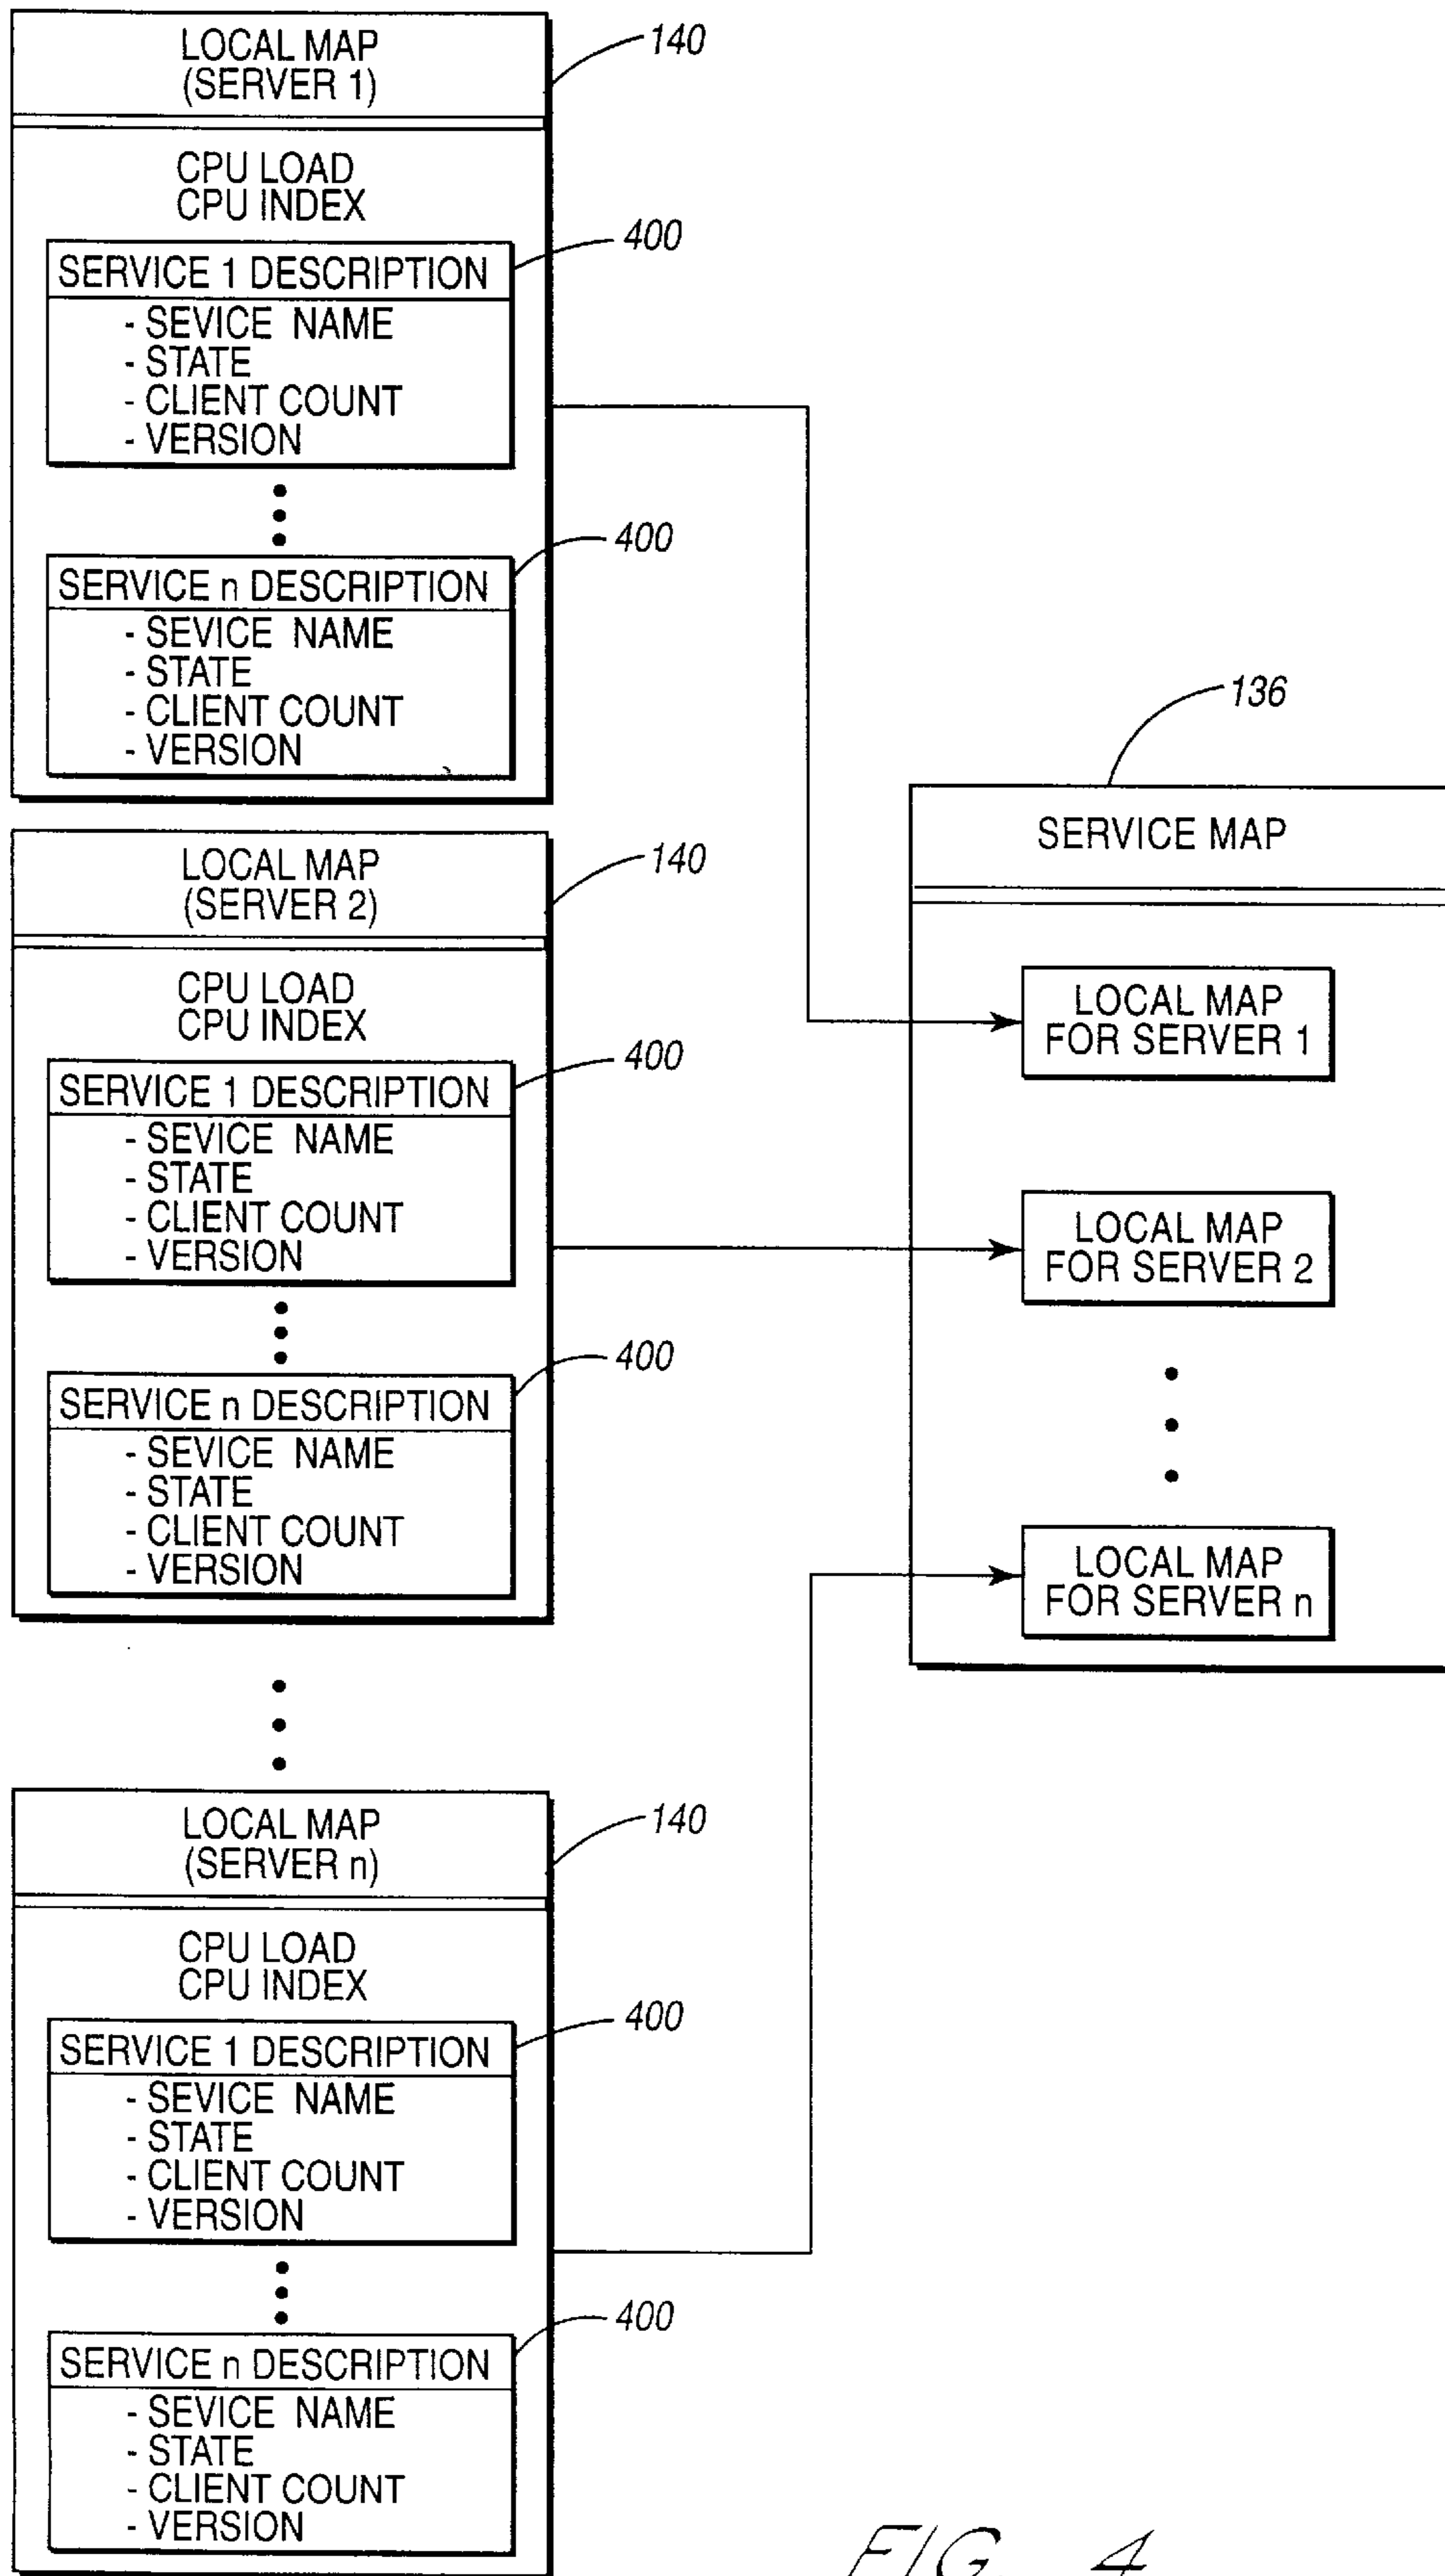 LOCAL MAP
(SERVER 1)
140
CPU LOAD
CPU INDEX
400
SERVICE 1 DESCRIPTION
- SEVICE NAME
- STATE
- CLIENT COUNT
- VERSION
400
SERVICE n DESCRIPTION
- SEVICE NAME
- STATE
- CLIENT COUNT
- VERSION
LOCAL MAP
(SERVER 2)
140
CPU LOAD
CPU INDEX
400
SERVICE 1 DESCRIPTION
- SEVICE NAME
- STATE
- CLIENT COUNT
- VERSION
400
SERVICE n DESCRIPTION
- SEVICE NAME
- STATE
- CLIENT COUNT
- VERSION
LOCAL MAP
(SERVER n)
140
CPU LOAD
CPU INDEX
400
SERVICE 1 DESCRIPTION
- SEVICE NAME
- STATE
- CLIENT COUNT
- VERSION
400
SERVICE n DESCRIPTION
- SEVICE NAME
- STATE
- CLIENT COUNT
- VERSION
136
SERVICE MAP
LOCAL MAP
FOR SERVER 1
LOCAL MAP
FOR SERVER 2
LOCAL MAP
FOR SERVER n
FIG. 4